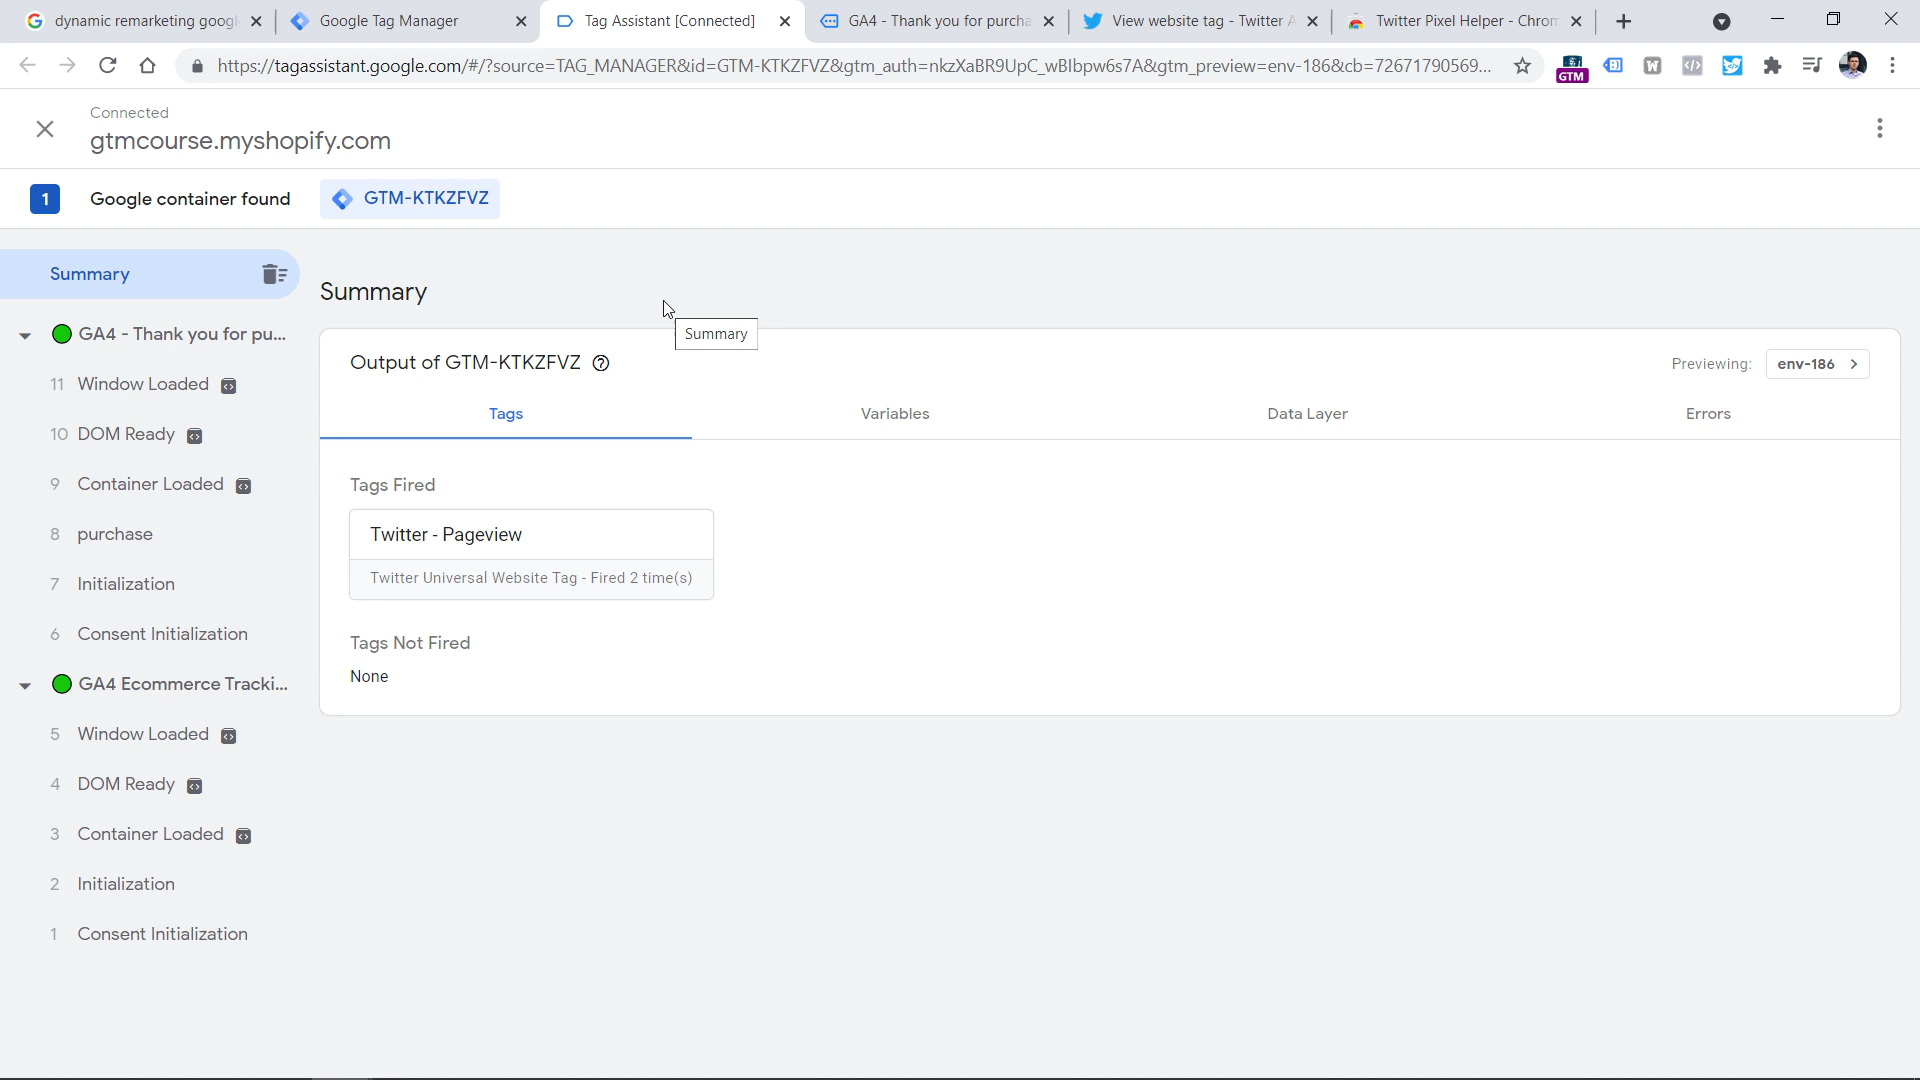 dynamic remarketing googl
Google Tag Manager
Tag Assistant [Connected]
GA4 - Thank you for purcha
View website tag - Twitter A
Twitter Pixel Helper - Chrom
https://tagassistant.google.com/#/?source=TAG_MANAGER&id=GTM-KTKZFVZ&gtm_auth=nkzXaBR9UpC_wBlbpw6s7A&gtm_preview=env-186&cb=72671790569...
GTM
Connected
gtmcourse.myshopify.com
1 Google container found GTM-KTKZFVZ
Summary
GA4 - Thank you for pu...
11 Window Loaded
10 DOM Ready
9 Container Loaded
8 purchase
7 Initialization
6 Consent Initialization
GA4 Ecommerce Tracki...
5 Window Loaded
4 DOM Ready
3 Container Loaded
2 Initialization
1 Consent Initialization
Summary
Summary
Output of GTM-KTKZFVZ
Previewing: env-186
Tags Variables Data Layer Errors
Tags Fired
Twitter - Pageview
Twitter Universal Website Tag - Fired 2 time(s)
Tags Not Fired
None